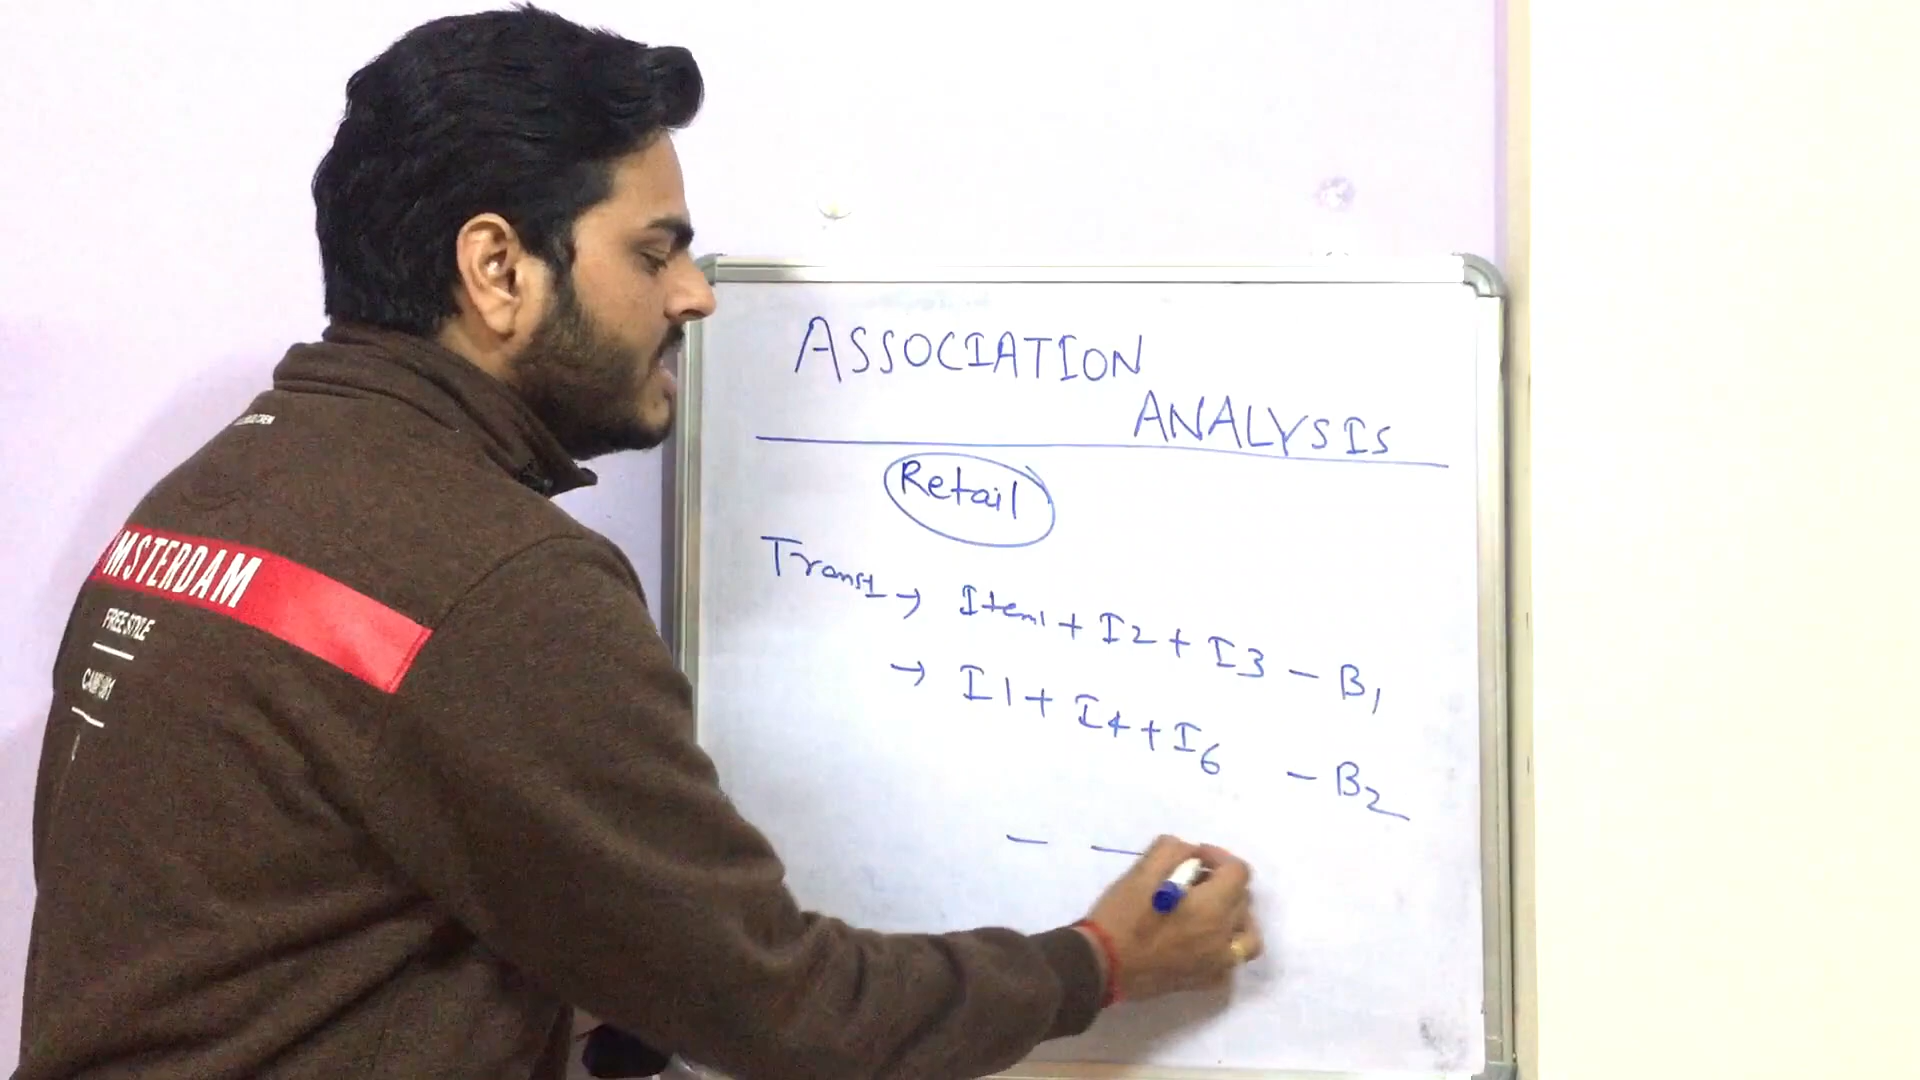 ASSOCIATION
ANALYSIS
Retail
Trans1 → Item1 + I2 + I3 - B1
→ I1 + I4 + I6 - B2
MSTERDAM
FREE STYLE